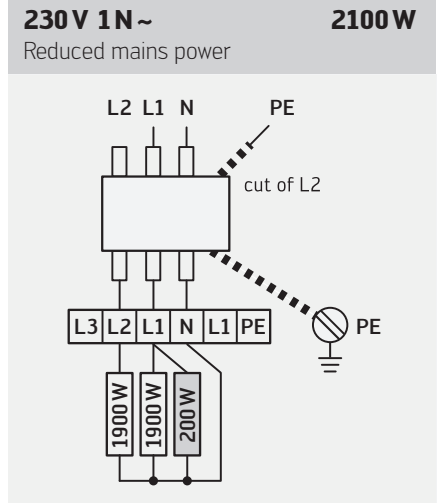 230 V 1 N ~ 2100 W
Reduced mains power
L2 L1 N PE
cut of L2
L3 L2 L1 N L1 PE PE
1900 W 1900 W 200 W